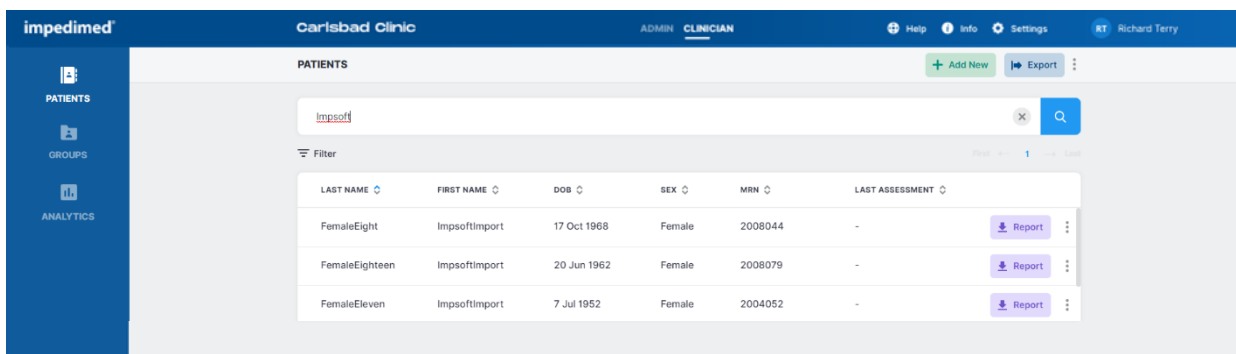 impedimed®
Carlsbad Clinic
ADMIN CLINICIAN
Help Info Settings
RT Richard Terry
PATIENTS
GROUPS
ANALYTICS
PATIENTS
+ Add New Export
Impsoft
Filter
First ← 1 → Last
LAST NAME FIRST NAME DOB SEX MRN LAST ASSESSMENT
FemaleEight ImpsoftImport 17 Oct 1968 Female 2008044 - Report
FemaleEighteen ImpsoftImport 20 Jun 1962 Female 2008079 - Report
FemaleEleven ImpsoftImport 7 Jul 1952 Female 2004052 - Report